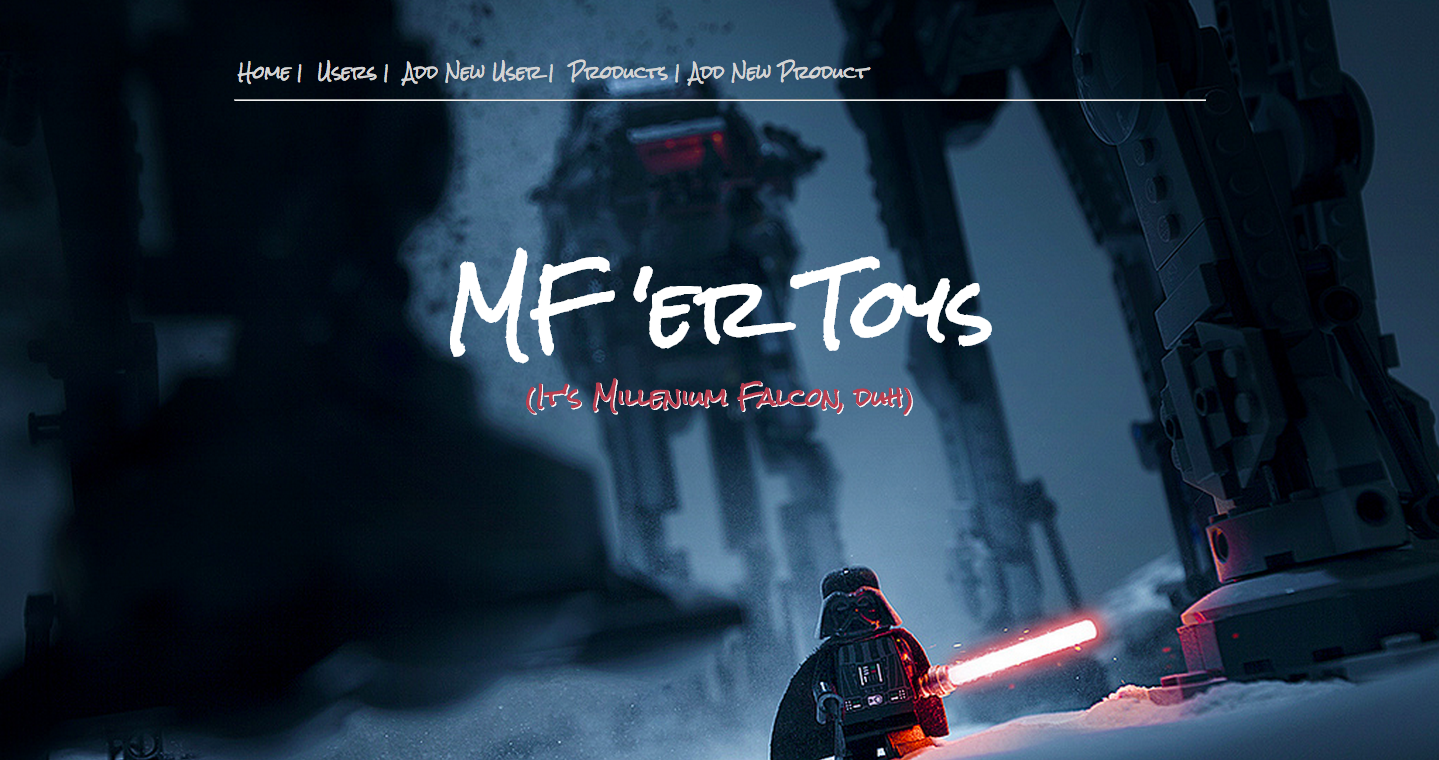 Home | Users | Add New User | Products | Add New Product
MF'er Toys
(It's Millenium Falcon, duh)